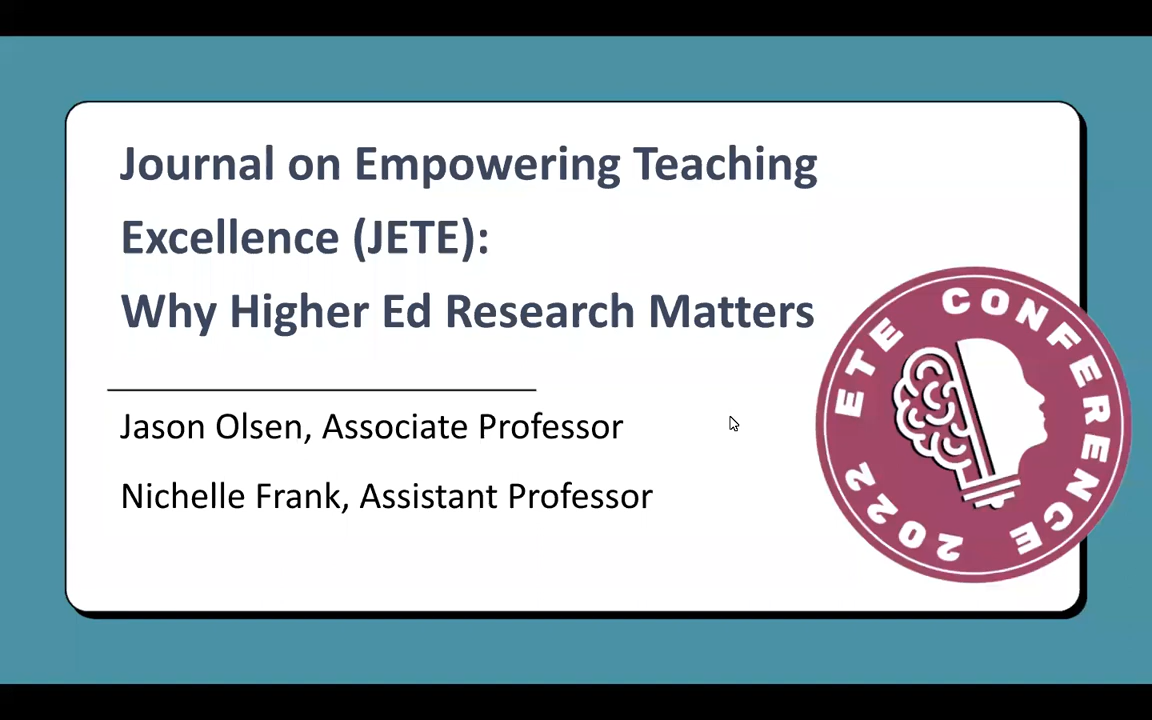 Journal on Empowering Teaching
Excellence (JETE):
Why Higher Ed Research Matters
Jason Olsen, Associate Professor
Nichelle Frank, Assistant Professor
ETE CONFERENCE 2022